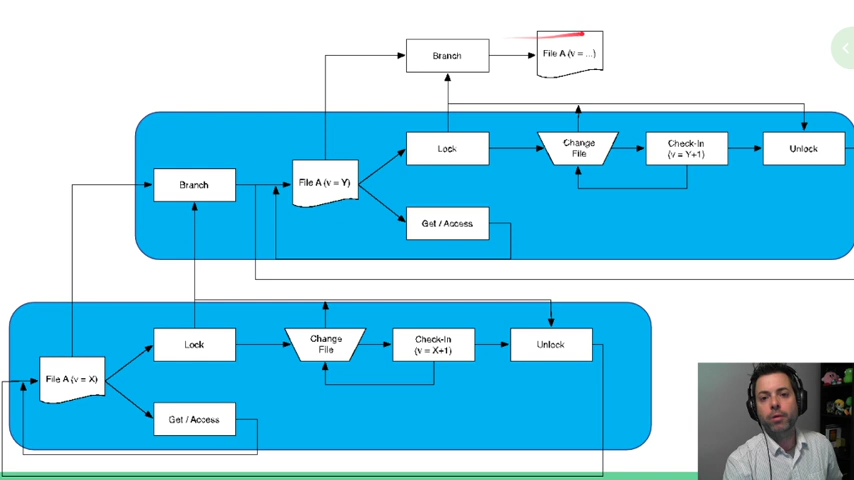 Branch
File A (v = ...)
Lock
Change
File
Check-In
(v = Y+1)
Unlock
Branch
File A (v = Y)
Get / Access
Lock
Change
File
Check-In
(v = X+1)
Unlock
File A (v = X)
Get / Access